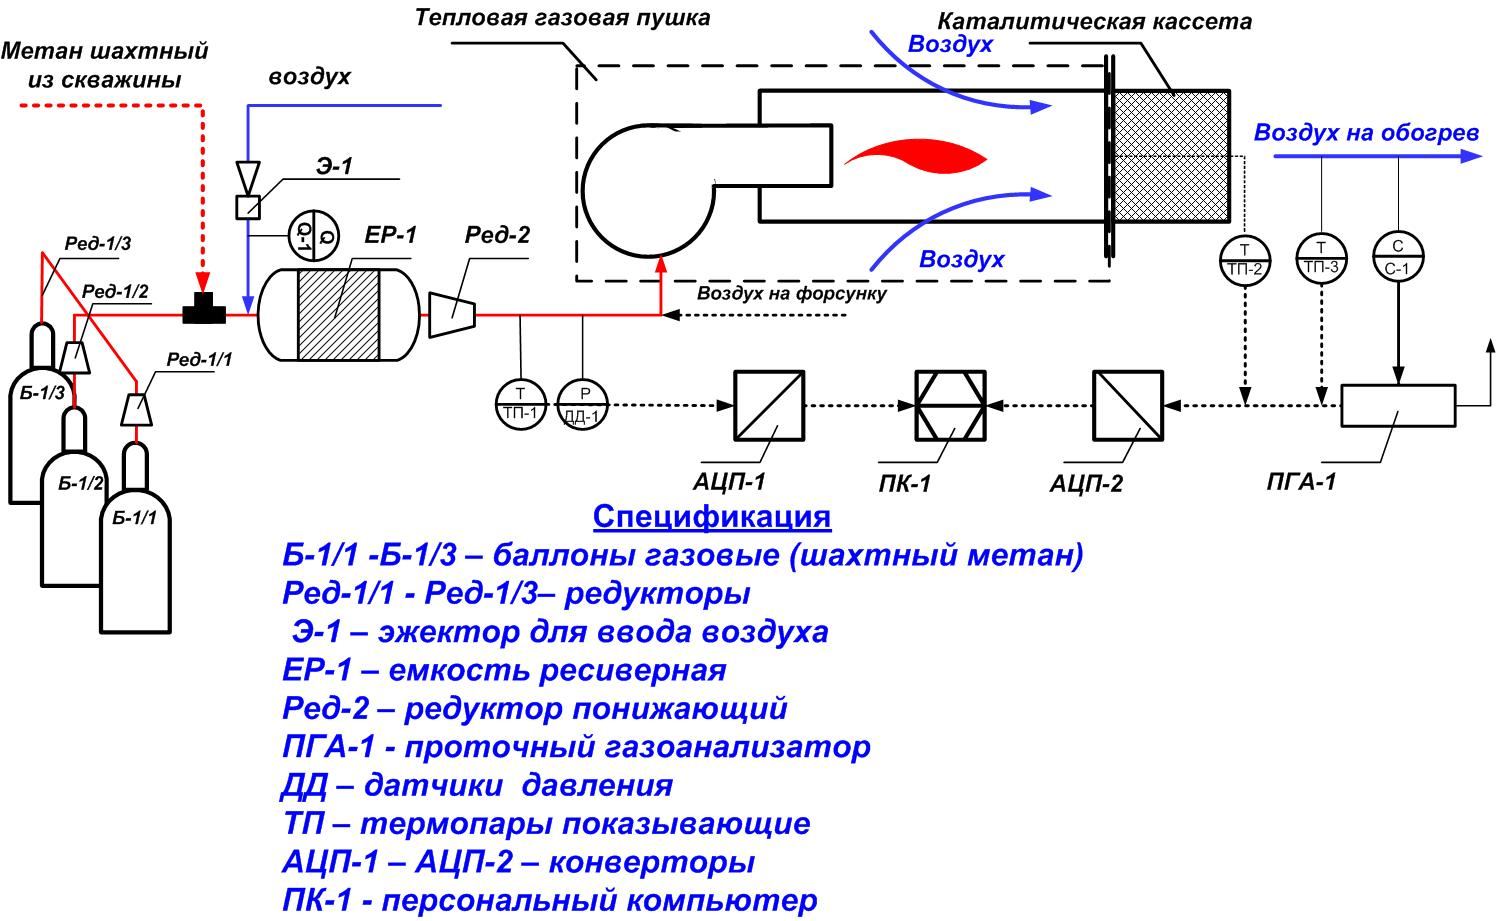 Тепловая газовая пушка
Каталитическая кассета
Метан шахтный
из скважины
воздух
Воздух
Воздух на обогрев
Э-1
Q
Q-1
ЕР-1
Ред-2
Ред-1/3
Ред-1/2
Ред-1/1
Воздух
Воздух на форсунку
Т
ТП-2
Т
ТП-3
С
С-1
Б-1/3
Б-1/2
Б-1/1
Т
ТП-1
Р
ДД-1
АЦП-1
ПК-1
АЦП-2
ПГА-1
Спецификация
Б-1/1 -Б-1/3 – баллоны газовые (шахтный метан)
Ред-1/1 - Ред-1/3– редукторы
Э-1 – эжектор для ввода воздуха
ЕР-1 – емкость ресиверная
Ред-2 – редуктор понижающий
ПГА-1 - проточный газоанализатор
ДД – датчики давления
ТП – термопары показывающие
АЦП-1 – АЦП-2 – конверторы
ПК-1 - персональный компьютер